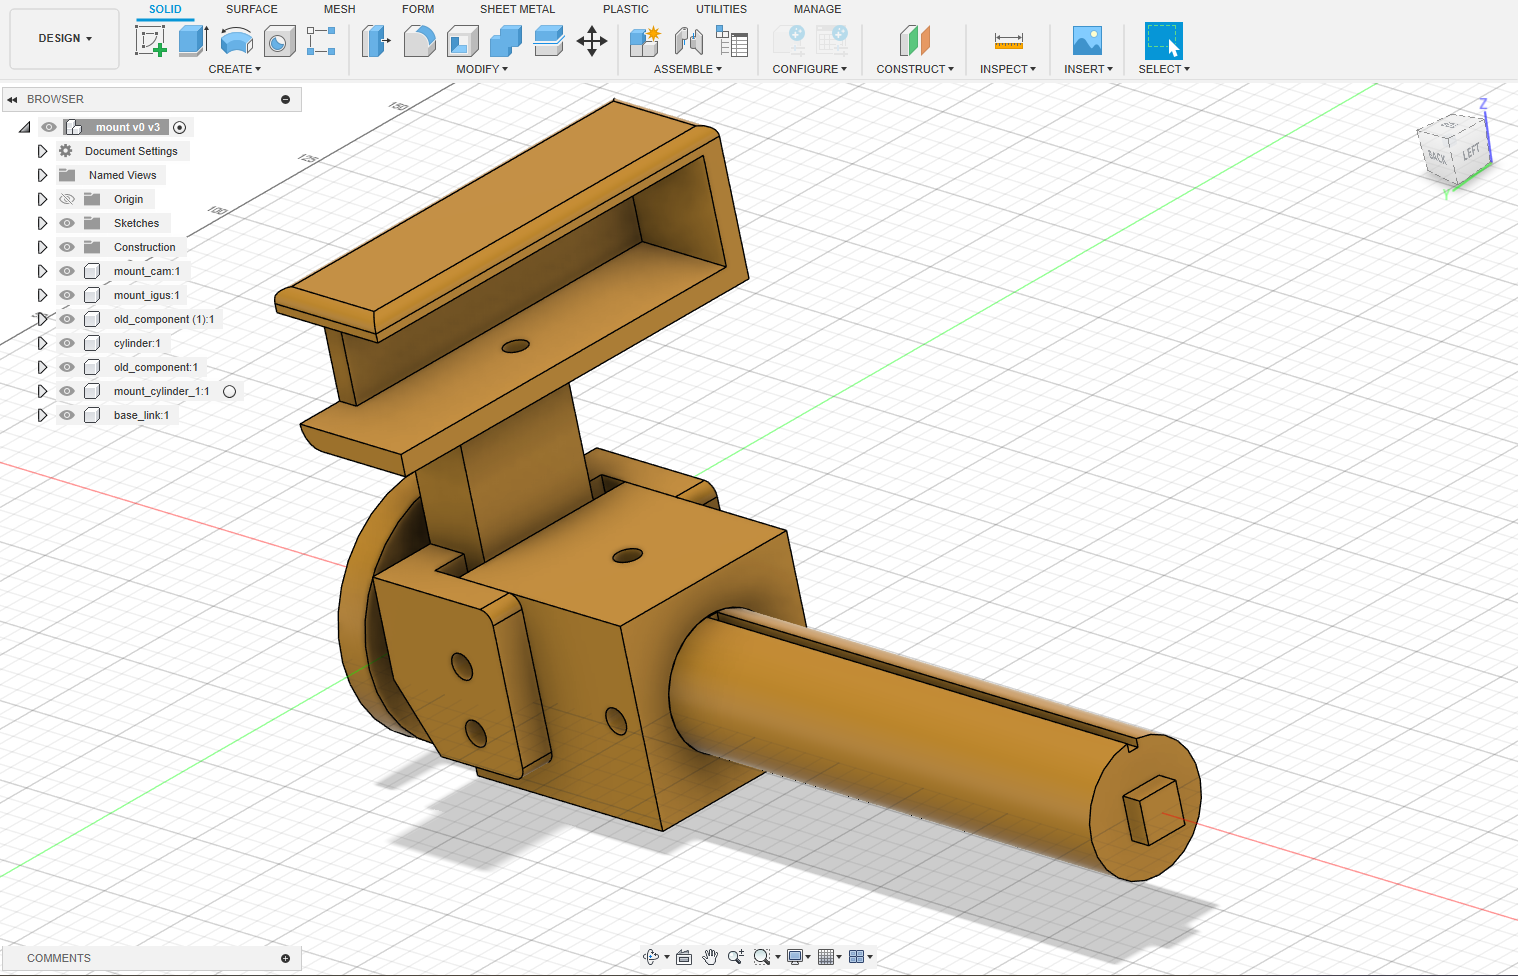 SOLID SURFACE MESH FORM SHEET METAL PLASTIC UTILITIES MANAGE
DESIGN
CREATE MODIFY ASSEMBLE CONFIGURE CONSTRUCT INSPECT INSERT SELECT
BROWSER
mount v0 v3
Document Settings
Named Views
Origin
Sketches
Construction
mount_cam:1
mount_igus:1
old_component (1):1
cylinder:1
old_component:1
mount_cylinder_1:1
base_link:1
150
125
100
Z
BACK
LEFT
Y
COMMENTS